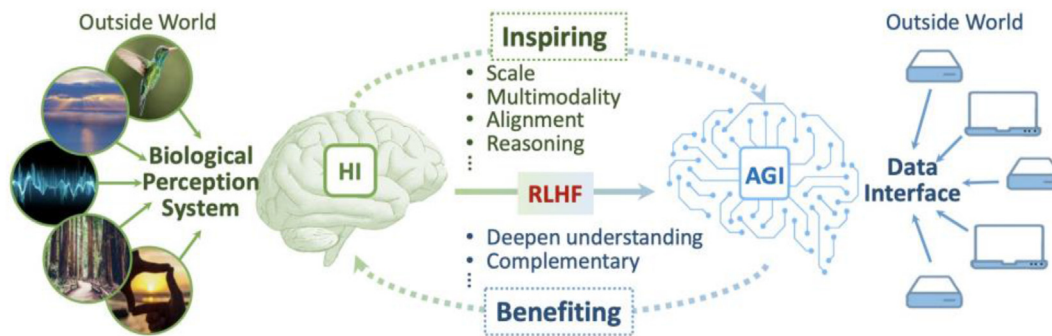 Outside World
Biological
Perception
System
HI
Inspiring
• Scale
• Multimodality
• Alignment
• Reasoning
⋮
RLHF
• Deepen understanding
• Complementary
⋮
Benefiting
AGI
Outside World
Data
Interface